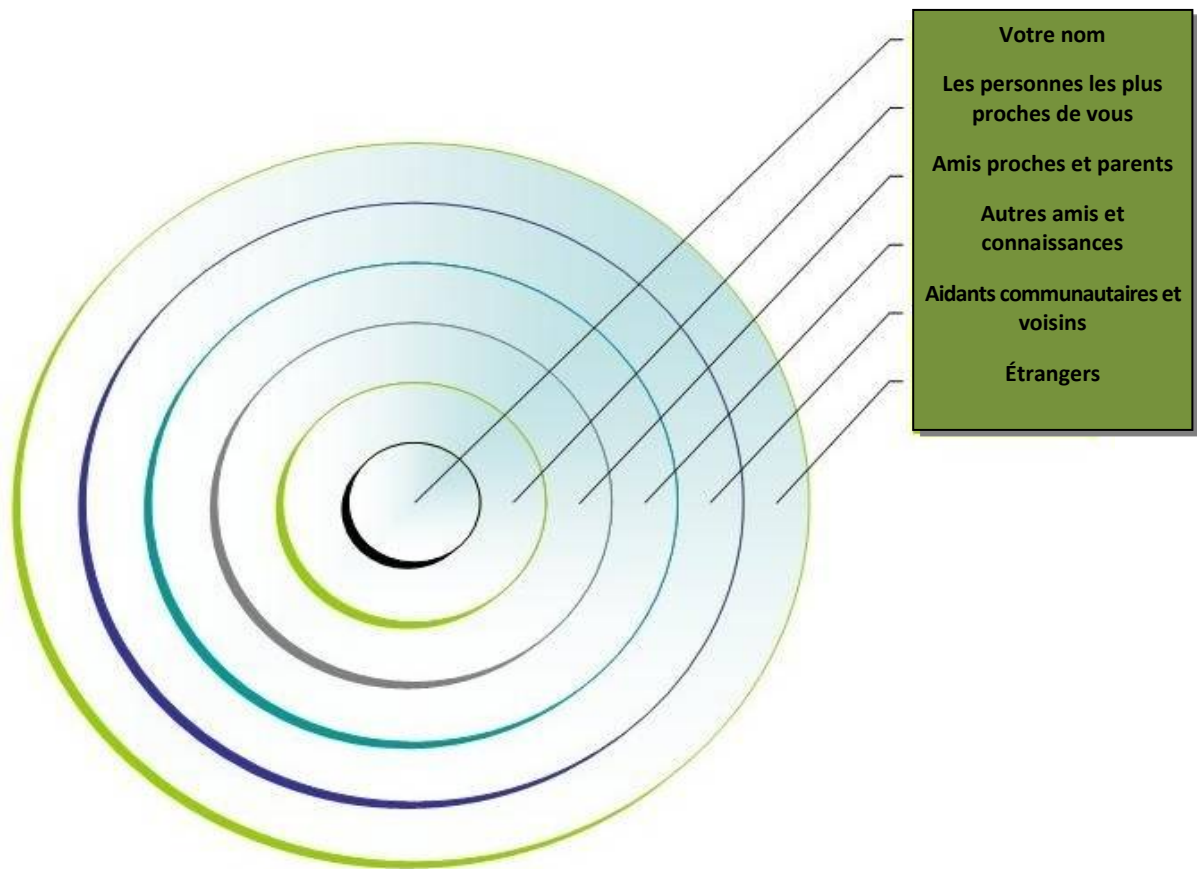 Votre nom
Les personnes les plus
proches de vous
Amis proches et parents
Autres amis et
connaissances
Aidants communautaires et
voisins
Étrangers